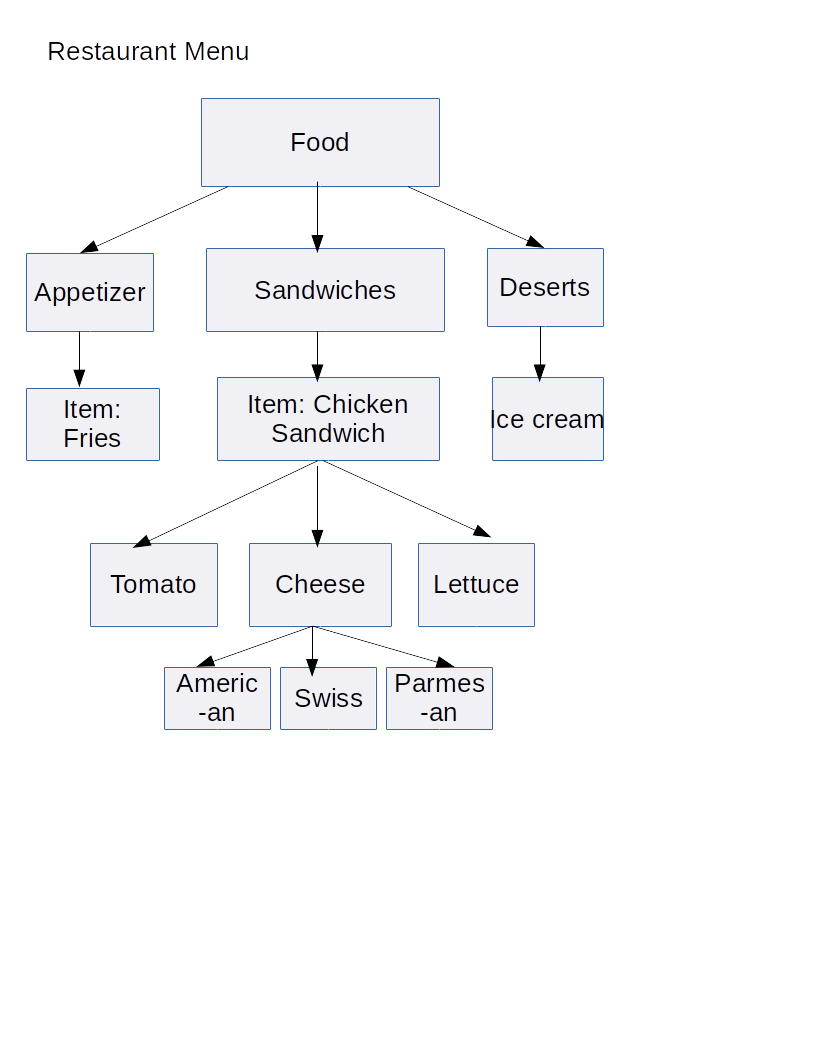 Restaurant Menu
Food
Appetizer
Sandwiches
Deserts
Item:
Fries
Item: Chicken
Sandwich
Ice cream
Tomato
Cheese
Lettuce
Americ
-an
Swiss
Parmes
-an